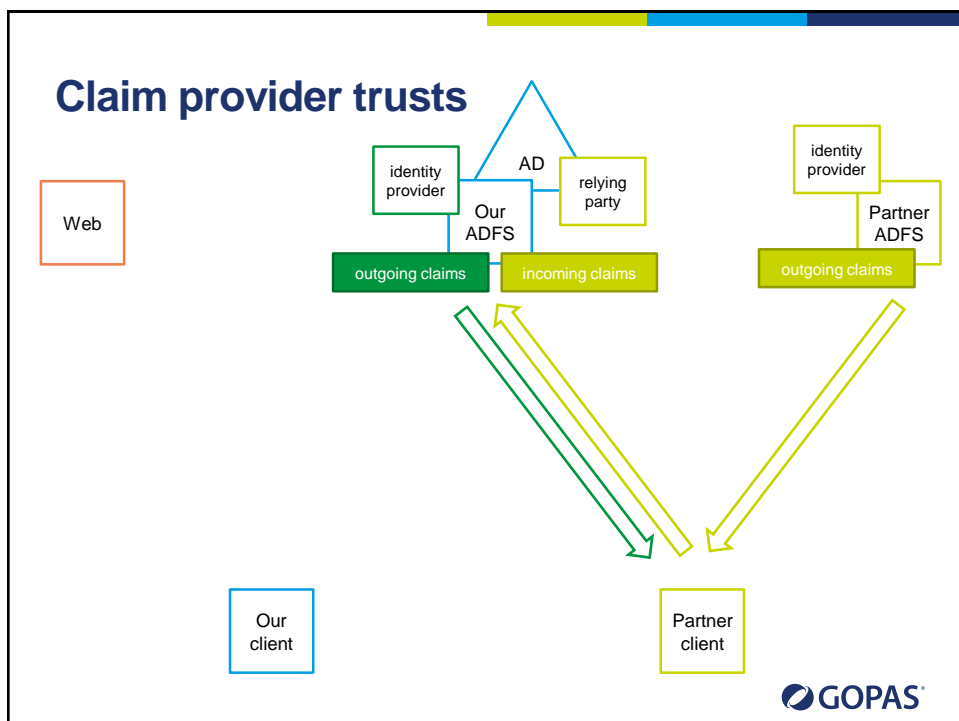 Claim provider trusts
Web
identity
provider
AD
relying
party
Our
ADFS
outgoing claims
incoming claims
identity
provider
Partner
ADFS
outgoing claims
Our
client
Partner
client
GOPAS®